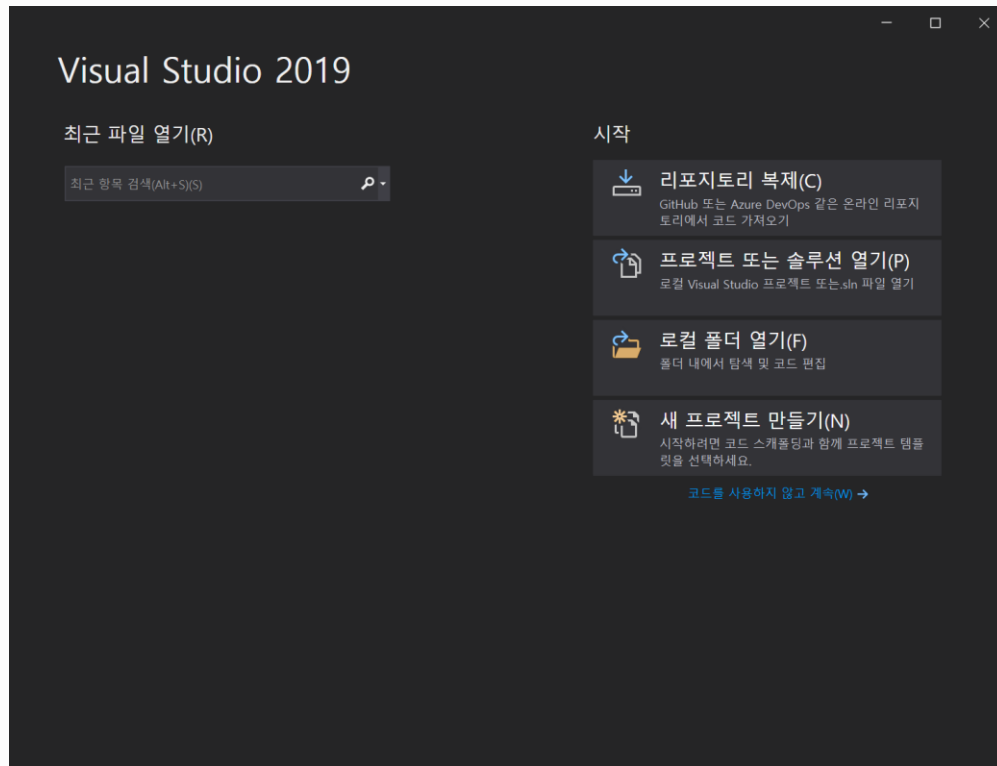 Visual Studio 2019
최근 파일 열기(R)
최근 항목 검색(Alt+S)(S)
시작
리포지토리 복제(C)
GitHub 또는 Azure DevOps 같은 온라인 리포지
토리에서 코드 가져오기
프로젝트 또는 솔루션 열기(P)
로컬 Visual Studio 프로젝트 또는.sln 파일 열기
로컬 폴더 열기(F)
폴더 내에서 탐색 및 코드 편집
새 프로젝트 만들기(N)
시작하려면 코드 스캐폴딩과 함께 프로젝트 템플
릿을 선택하세요.
코드를 사용하지 않고 계속(W)